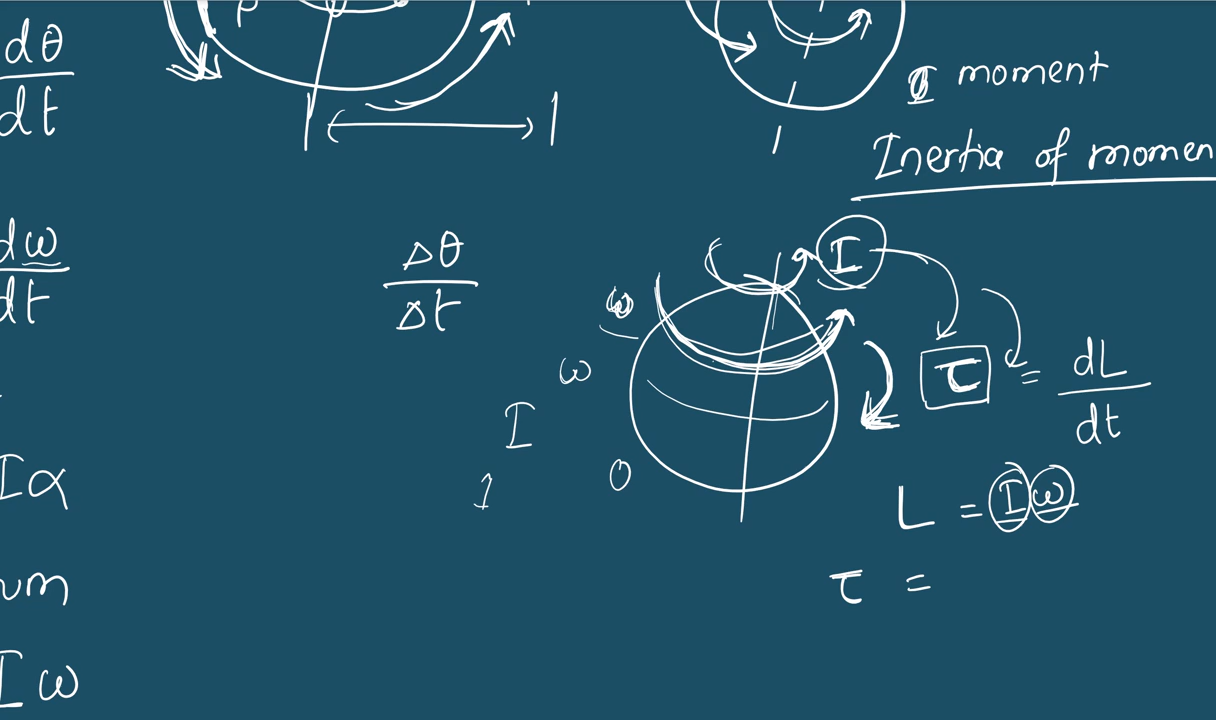 dθ
dt
I moment
Inertia of momen
dω
dt
Δθ
Δt
I
ω
ω
τ = dL
dt
I
1
0
Iα
L = Iω
τ =
um
Iω